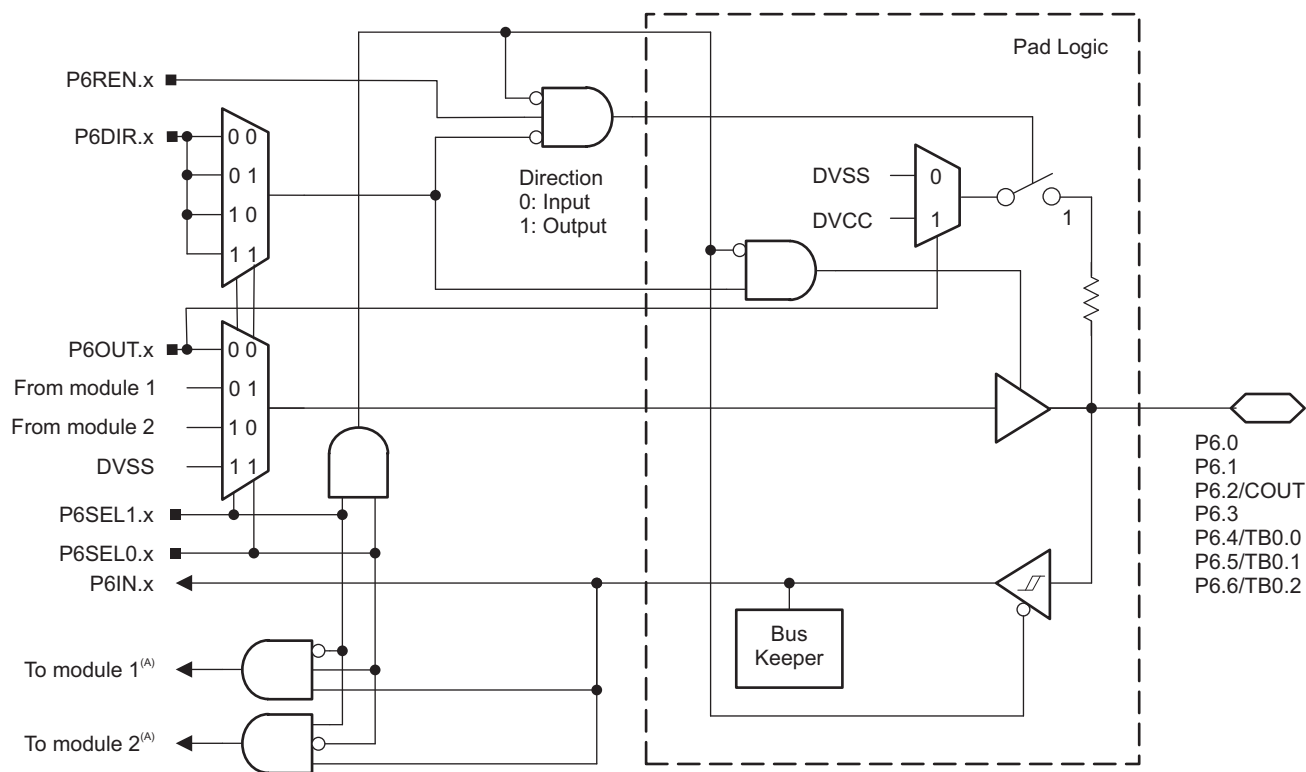 Pad Logic
P6REN.x
P6DIR.x
0 0
0 1
1 0
1 1
Direction
0: Input
1: Output
DVSS
0
DVCC
1
1
P6OUT.x
0 0
From module 1
0 1
From module 2
1 0
DVSS
1 1
P6SEL1.x
P6SEL0.x
P6IN.x
P6.0
P6.1
P6.2/COUT
P6.3
P6.4/TB0.0
P6.5/TB0.1
P6.6/TB0.2
Bus
Keeper
To module 1(A)
To module 2(A)